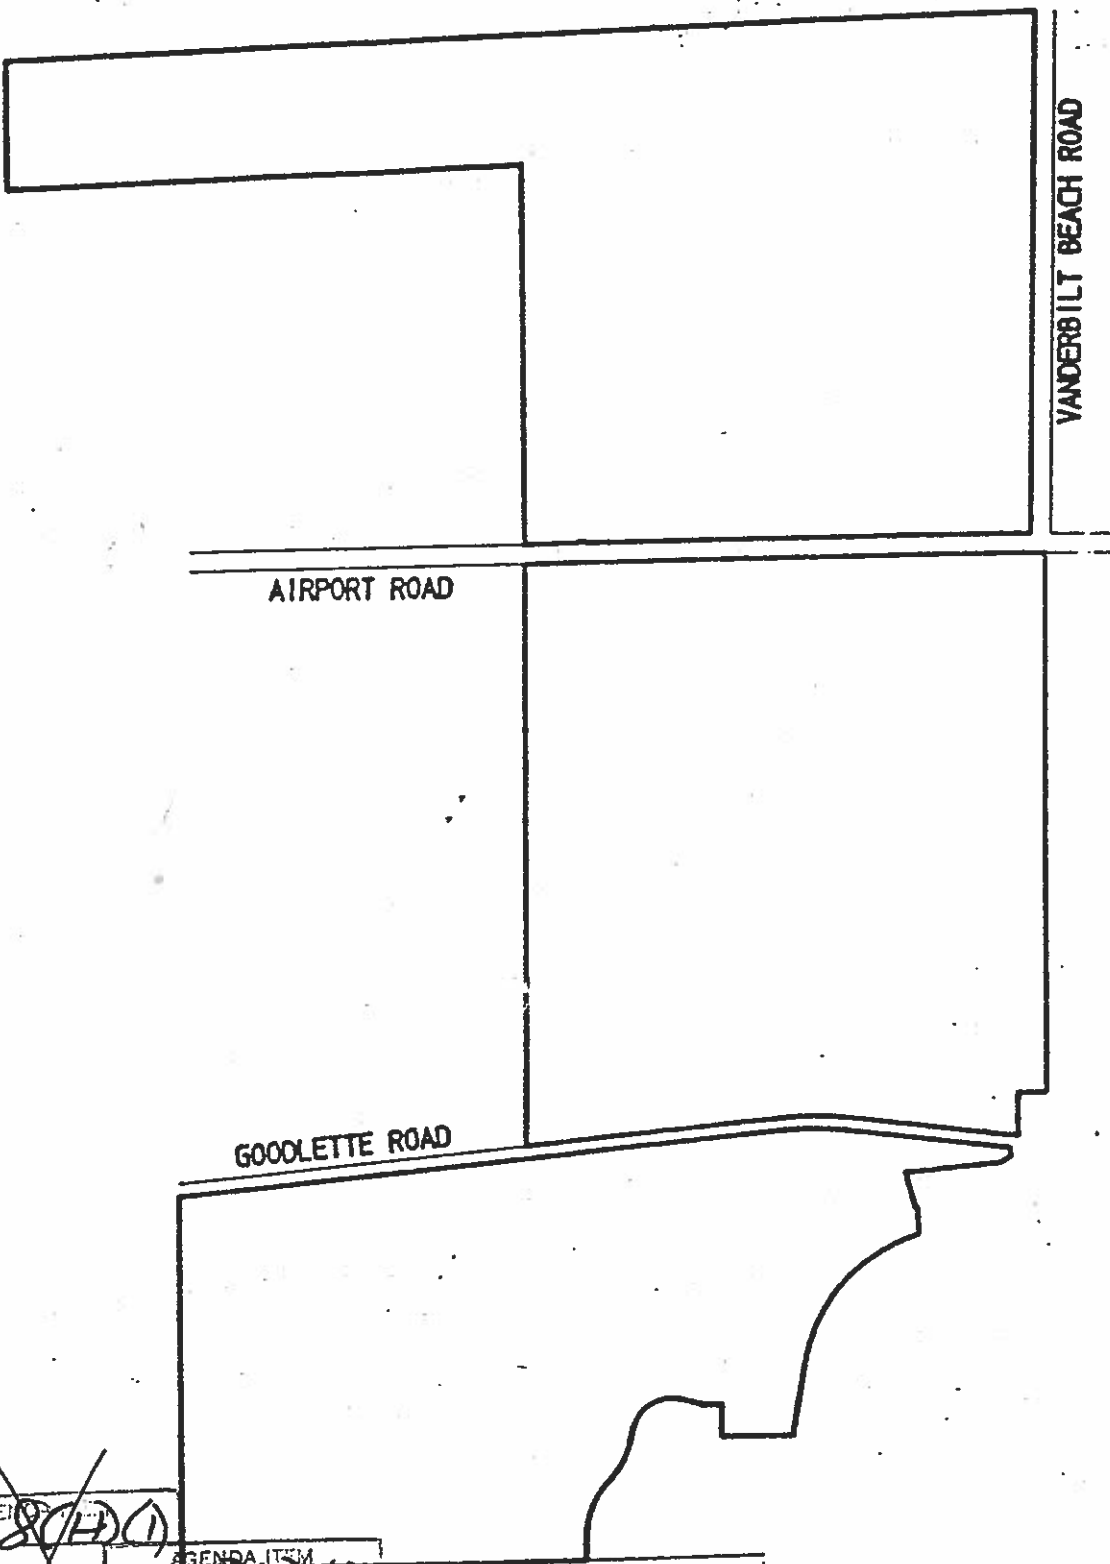 VANDERBILT BEACH ROAD
AIRPORT ROAD
GOODLETTE ROAD
8(H)(1)
AGENDA ITEM